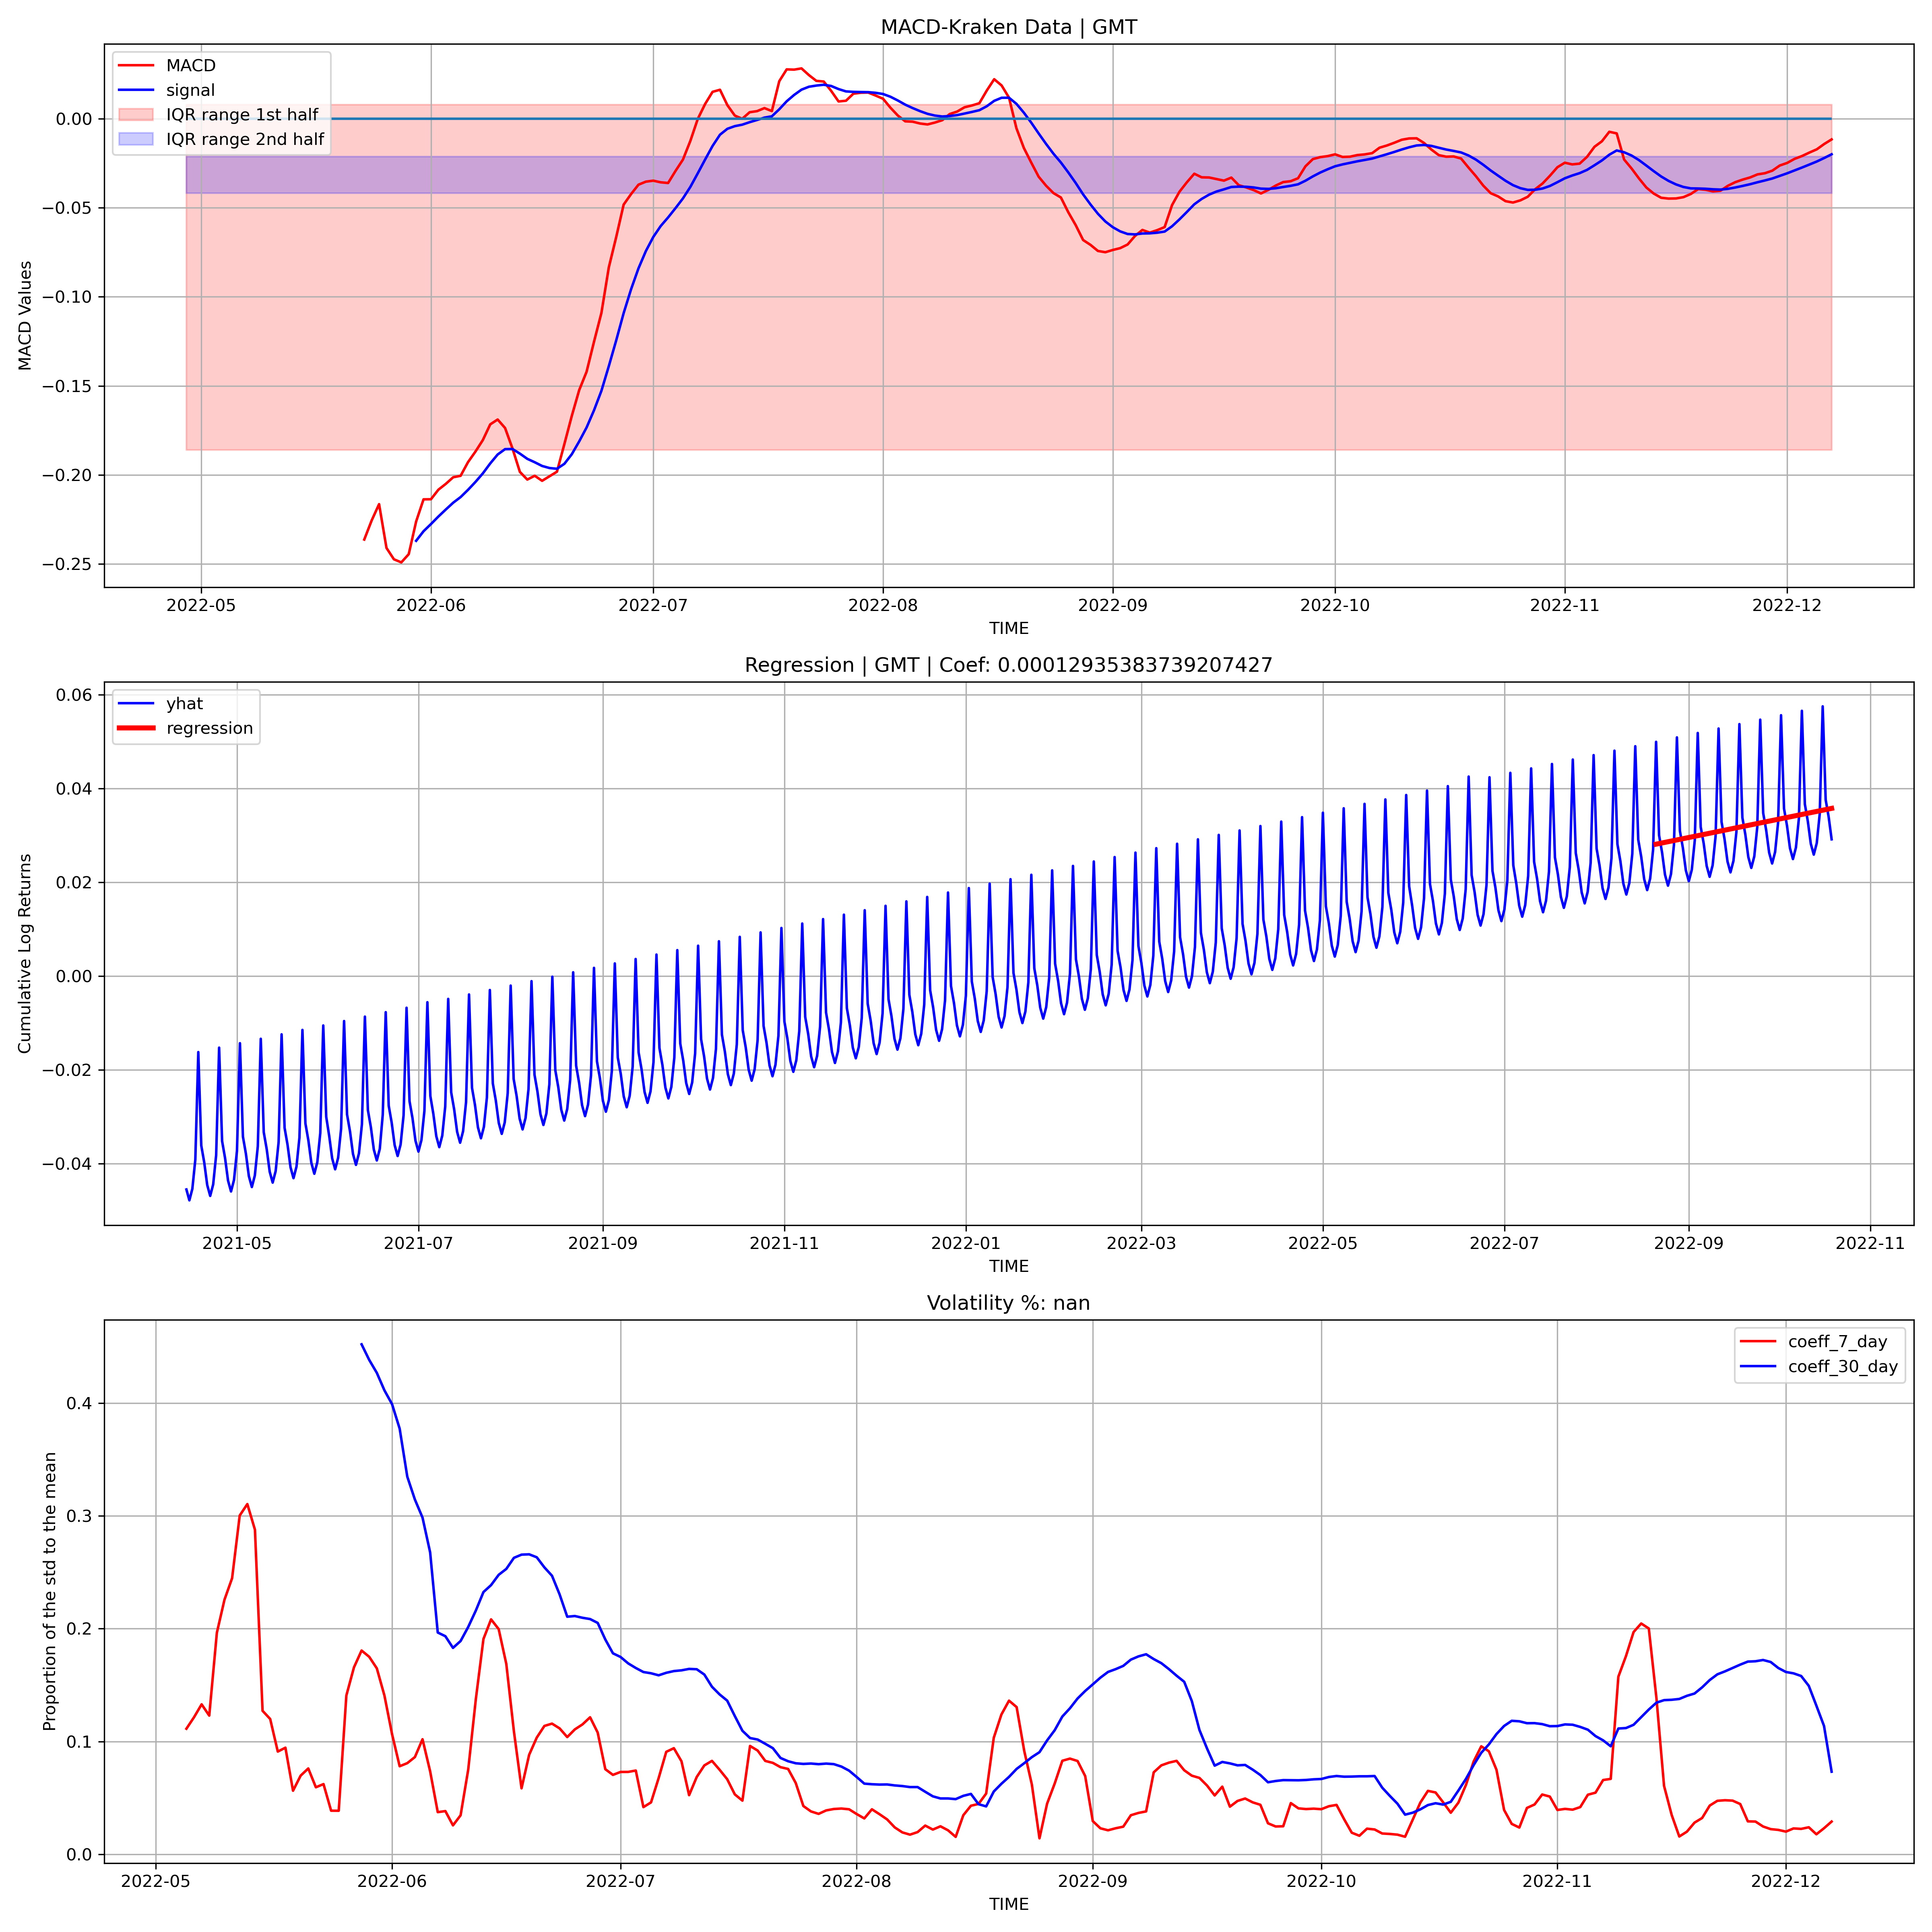 MACD-Kraken Data | GMT
MACD
signal
IQR range 1st half
IQR range 2nd half
MACD Values
0.00
−0.05
−0.10
−0.15
−0.20
−0.25
2022-05 2022-06 2022-07 2022-08 2022-09 2022-10 2022-11 2022-12
TIME
Regression | GMT | Coef: 0.00012935383739207427
yhat
regression
Cumulative Log Returns
0.06
0.04
0.02
0.00
−0.02
−0.04
2021-05 2021-07 2021-09 2021-11 2022-01 2022-03 2022-05 2022-07 2022-09 2022-11
TIME
Volatility %: nan
coeff_7_day
coeff_30_day
Proportion of the std to the mean
0.4
0.3
0.2
0.1
0.0
2022-05 2022-06 2022-07 2022-08 2022-09 2022-10 2022-11 2022-12
TIME